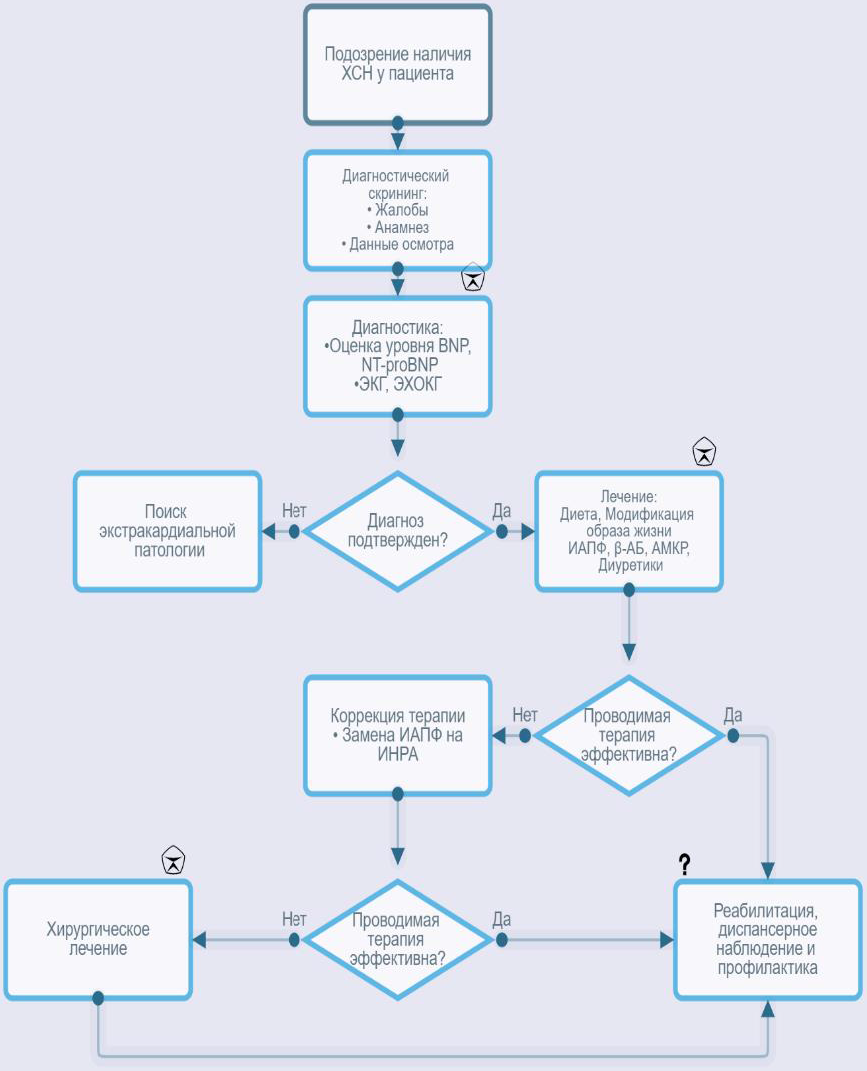 Подозрение наличия
ХСН у пациента
Диагностический
скрининг:
• Жалобы
• Анамнез
• Данные осмотра
Диагностика:
•Оценка уровня BNP,
NT-proBNP
•ЭКГ, ЭХОКГ
Поиск
экстракардиальной
патологии
Нет
Диагноз
подтвержден?
Да
Лечение:
Диета, Модификация
образа жизни
ИАПФ, β-АБ, АМКР,
Диуретики
Коррекция терапии
• Замена ИАПФ на
ИНРА
Нет
Проводимая
терапия
эффективна?
Да
Хирургическое
лечение
Нет
Проводимая
терапия
эффективна?
Да
?
Реабилитация,
диспансерное
наблюдение и
профилактика